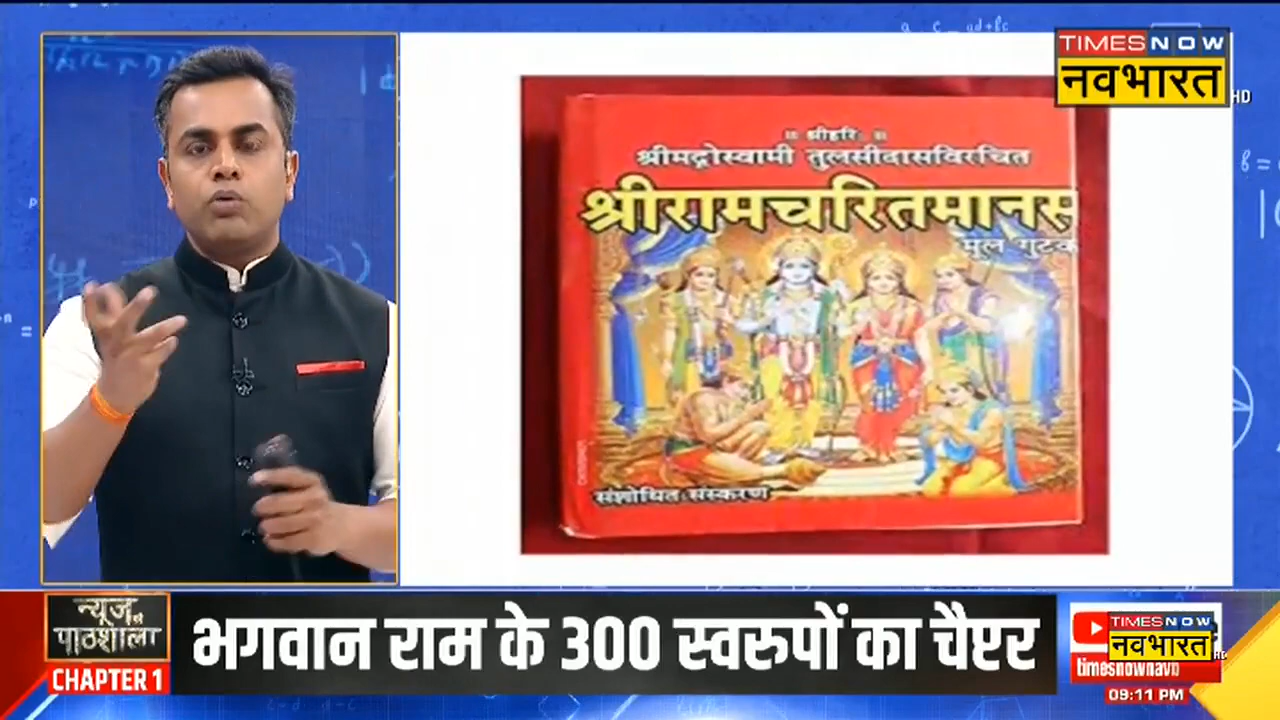 TIMES NOW
नवभारत
HD
॥ श्रीहरिः ॥
श्रीमद्गोस्वामी तुलसीदासविरचित
श्रीरामचरितमानस
मूल गुटक
संशोधित संस्करण
न्यूज़ की
पाठशाला
CHAPTER 1
भगवान राम के 300 स्वरुपों का चैप्टर
TIMES NOW
नवभारत
timesnownavb
09:11 PM